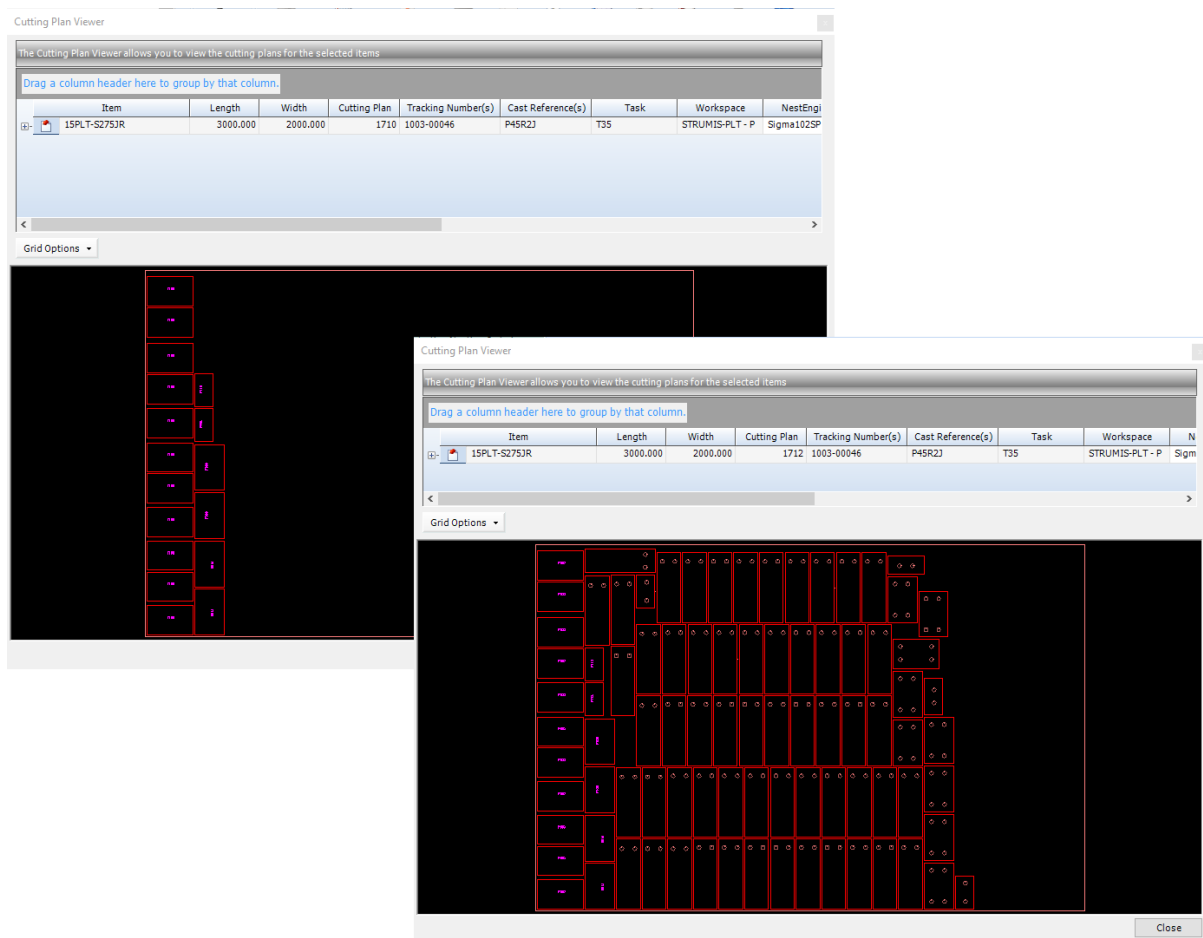 Cutting Plan Viewer
The Cutting Plan Viewer allows you to view the cutting plans for the selected items
Drag a column header here to group by that column.
Item Length Width Cutting Plan Tracking Number(s) Cast Reference(s) Task Workspace NestEngi
15PLT-S275JR 3000.000 2000.000 1710 1003-00046 P45R2J T35 STRUMIS-PLT - P Sigma102SP
Grid Options
Cutting Plan Viewer
The Cutting Plan Viewer allows you to view the cutting plans for the selected items
Drag a column header here to group by that column.
Item Length Width Cutting Plan Tracking Number(s) Cast Reference(s) Task Workspace N
15PLT-S275JR 3000.000 2000.000 1712 1003-00046 P45R2J T35 STRUMIS-PLT - P Sigm
Grid Options
Close